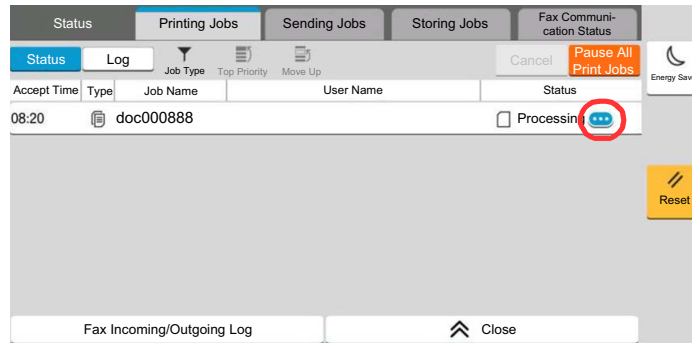 Status
Printing Jobs
Sending Jobs
Storing Jobs
Fax Communi-
cation Status
Status
Log
Job Type
Top Priority
Move Up
Cancel
Pause All
Print Jobs
Accept Time
Type
Job Name
User Name
Status
08:20
doc000888
Processing
Fax Incoming/Outgoing Log
Close
Energy Sav
Reset